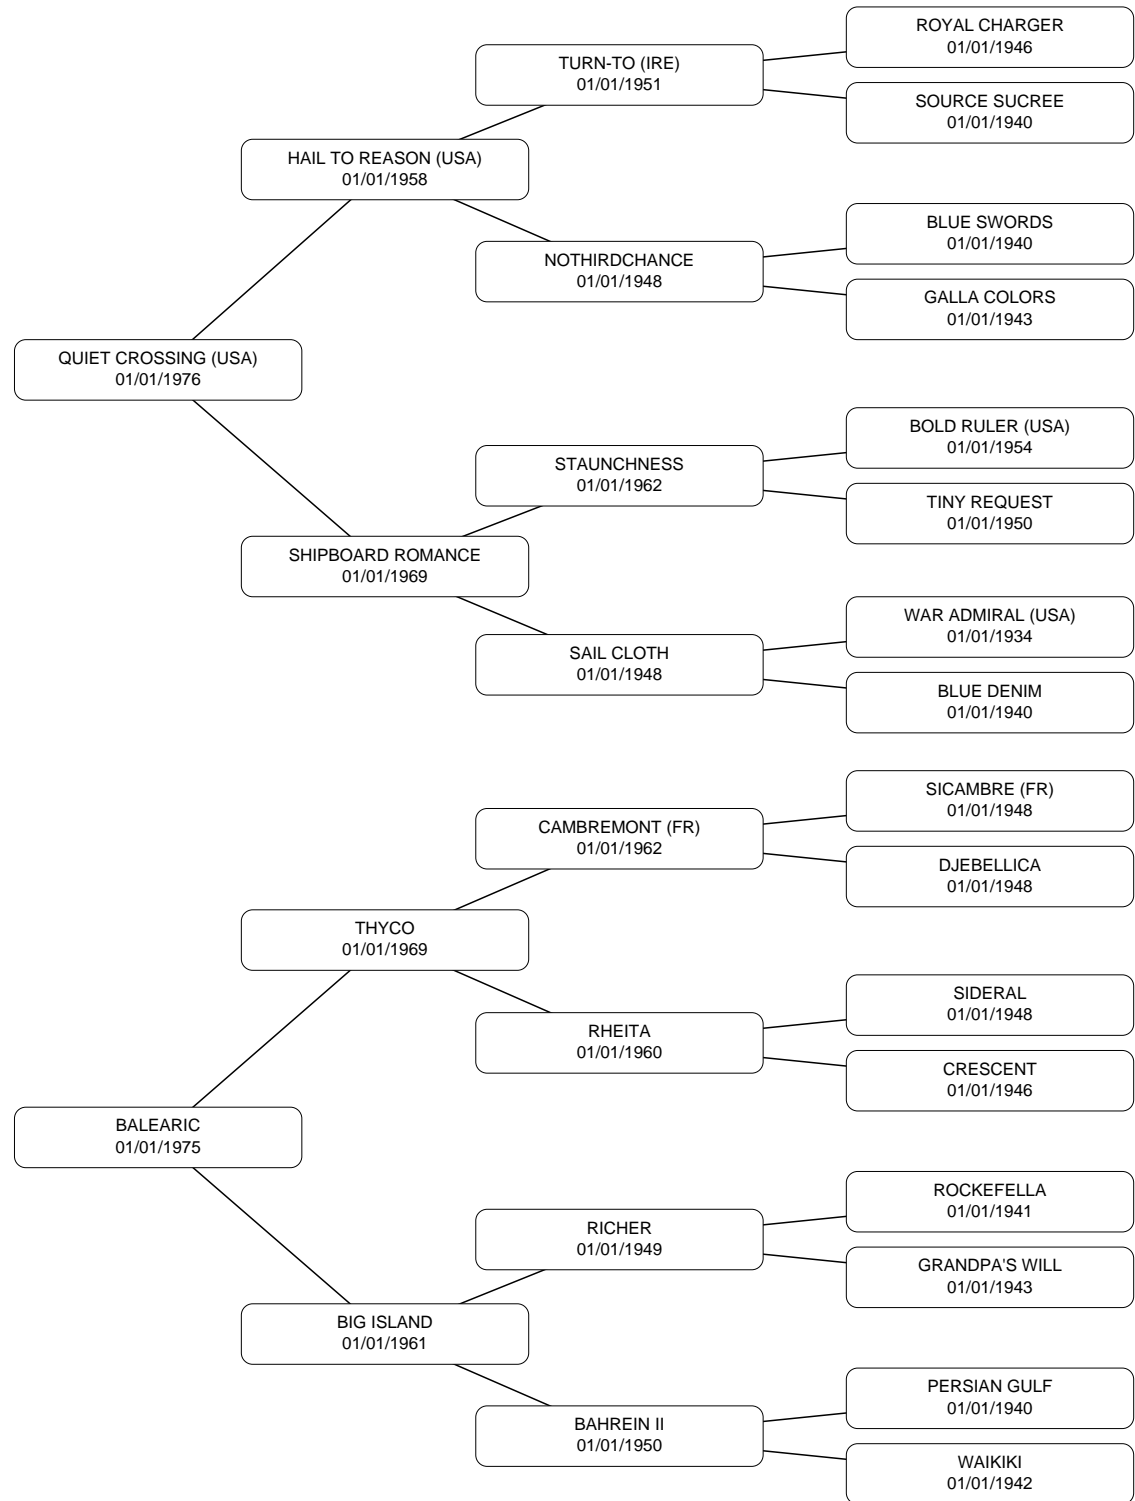 ROYAL CHARGER
01/01/1946
TURN-TO (IRE)
01/01/1951
SOURCE SUCREE
01/01/1940
HAIL TO REASON (USA)
01/01/1958
BLUE SWORDS
01/01/1940
NOTHIRDCHANCE
01/01/1948
GALLA COLORS
01/01/1943
QUIET CROSSING (USA)
01/01/1976
BOLD RULER (USA)
01/01/1954
STAUNCHNESS
01/01/1962
TINY REQUEST
01/01/1950
SHIPBOARD ROMANCE
01/01/1969
WAR ADMIRAL (USA)
01/01/1934
SAIL CLOTH
01/01/1948
BLUE DENIM
01/01/1940
SICAMBRE (FR)
01/01/1948
CAMBREMONT (FR)
01/01/1962
DJEBELLICA
01/01/1948
THYCO
01/01/1969
SIDERAL
01/01/1948
RHEITA
01/01/1960
CRESCENT
01/01/1946
BALEARIC
01/01/1975
ROCKEFELLA
01/01/1941
RICHER
01/01/1949
GRANDPA'S WILL
01/01/1943
BIG ISLAND
01/01/1961
PERSIAN GULF
01/01/1940
BAHREIN II
01/01/1950
WAIKIKI
01/01/1942